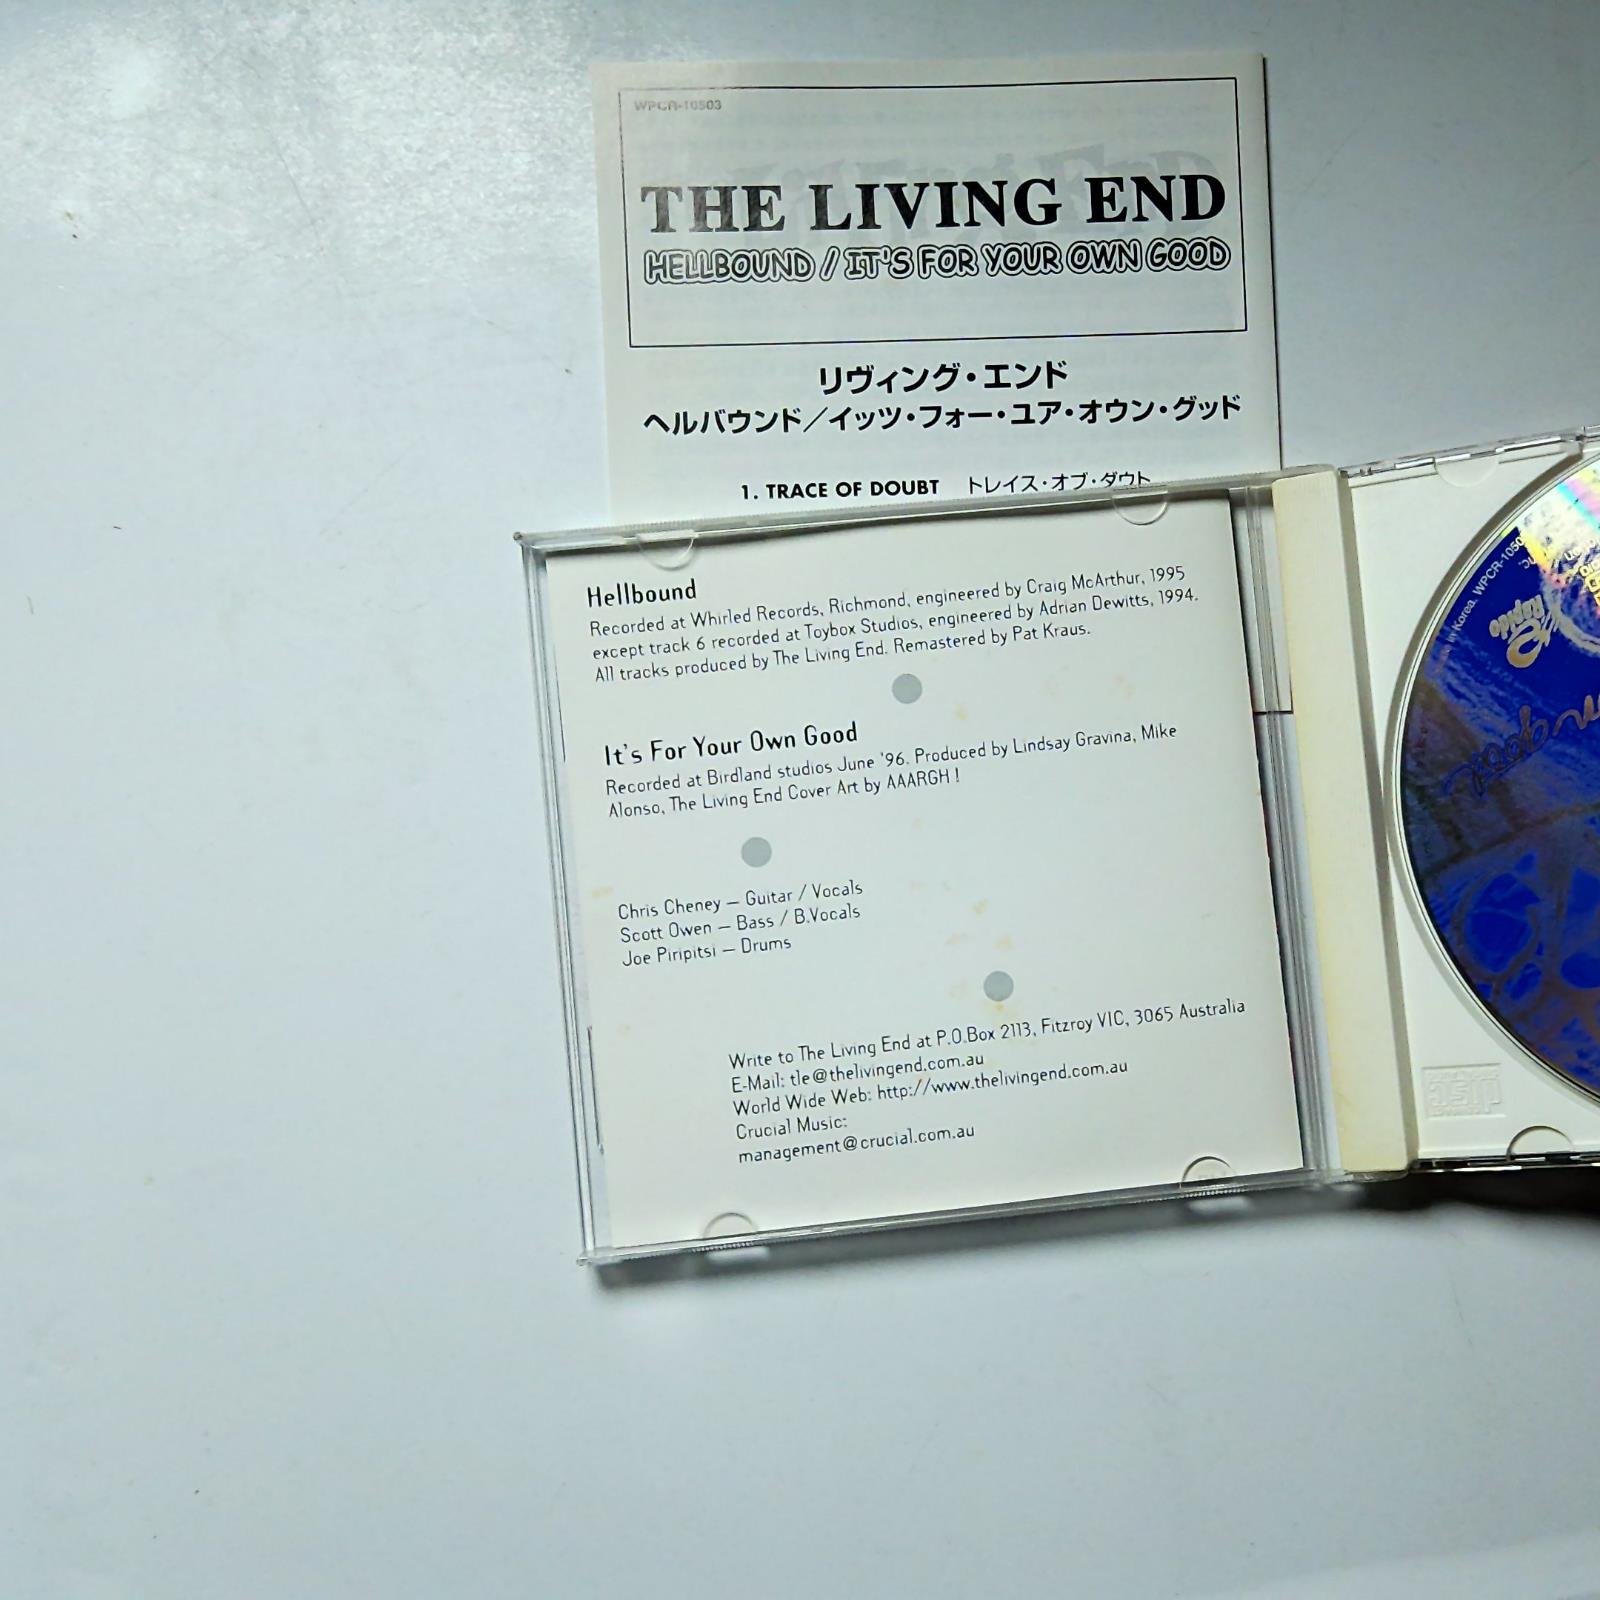 WPCR-10503
THE LIVING END
HELLBOUND / IT'S FOR YOUR OWN GOOD
リヴィング・エンド
ヘルバウンド／イッツ・フォー・ユア・オウン・グッド
1. TRACE OF DOUBT トレイス・オブ・ダウト
Hellbound
Recorded at Whirled Records, Richmond, engineered by Craig McArthur, 1995
except track 6 recorded at Toybox Studios, engineered by Adrian Dewitts, 1994.
All tracks produced by The Living End. Remastered by Pat Kraus.
It's For Your Own Good
Recorded at Birdland studios June '96. Produced by Lindsay Gravina, Mike
Alonso, The Living End Cover Art by AAARGH !
Chris Cheney – Guitar / Vocals
Scott Owen – Bass / B.Vocals
Joe Piripitsi – Drums
Write to The Living End at P.O.Box 2113, Fitzroy VIC, 3065 Australia
E-Mail: tle@thelivingend.com.au
World Wide Web: http://www.thelivingend.com.au
Crucial Music:
management@crucial.com.au
in Korea. WPCR-1050
Rapido
disc